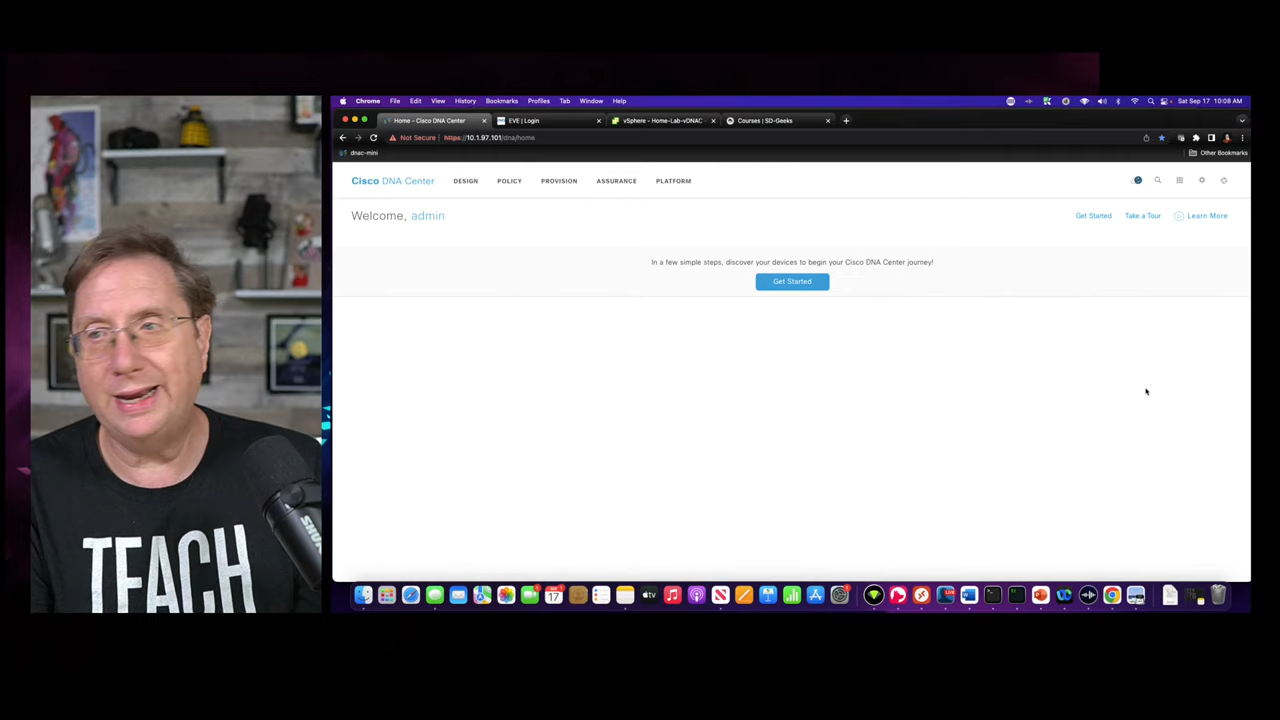 Chrome File Edit View History Bookmarks Profiles Tab Window Help
Sat Sep 17 10:08 AM
Home - Cisco DNA Center
EVE | Login
vSphere - Home-Lab-vDNAC
Courses | SD-Geeks
Not Secure https://10.1.97.101/dna/home
dnac-mini
Other Bookmarks
Cisco DNA Center DESIGN POLICY PROVISION ASSURANCE PLATFORM
Welcome, admin
Get Started Take a Tour Learn More
In a few simple steps, discover your devices to begin your Cisco DNA Center journey!
Get Started
TEACH
SHURE
17
tv